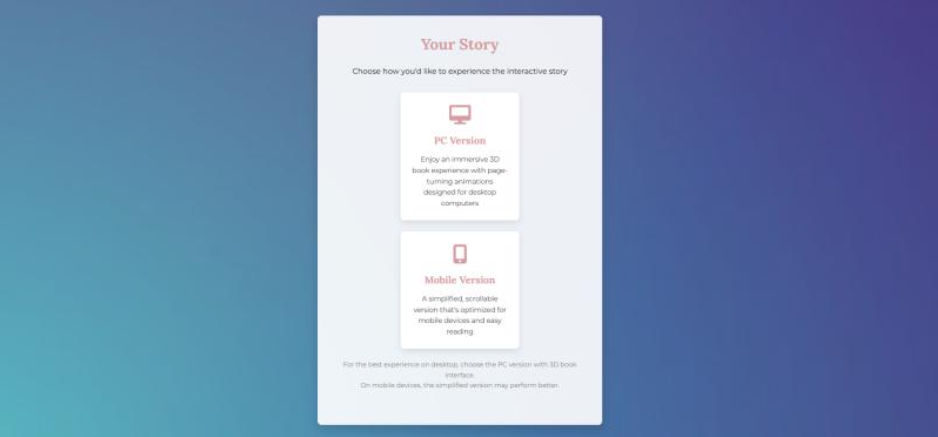 Your Story
Choose how you'd like to experience the interactive story
PC Version
Enjoy an immersive 3D
book experience with page-
turning animations
designed for desktop
computers
Mobile Version
A simplified, scrollable
version that's optimized for
mobile devices and easy
reading
For the best experience on desktop, choose the PC version with 3D book
interface.
On mobile devices, the simplified version may perform better.